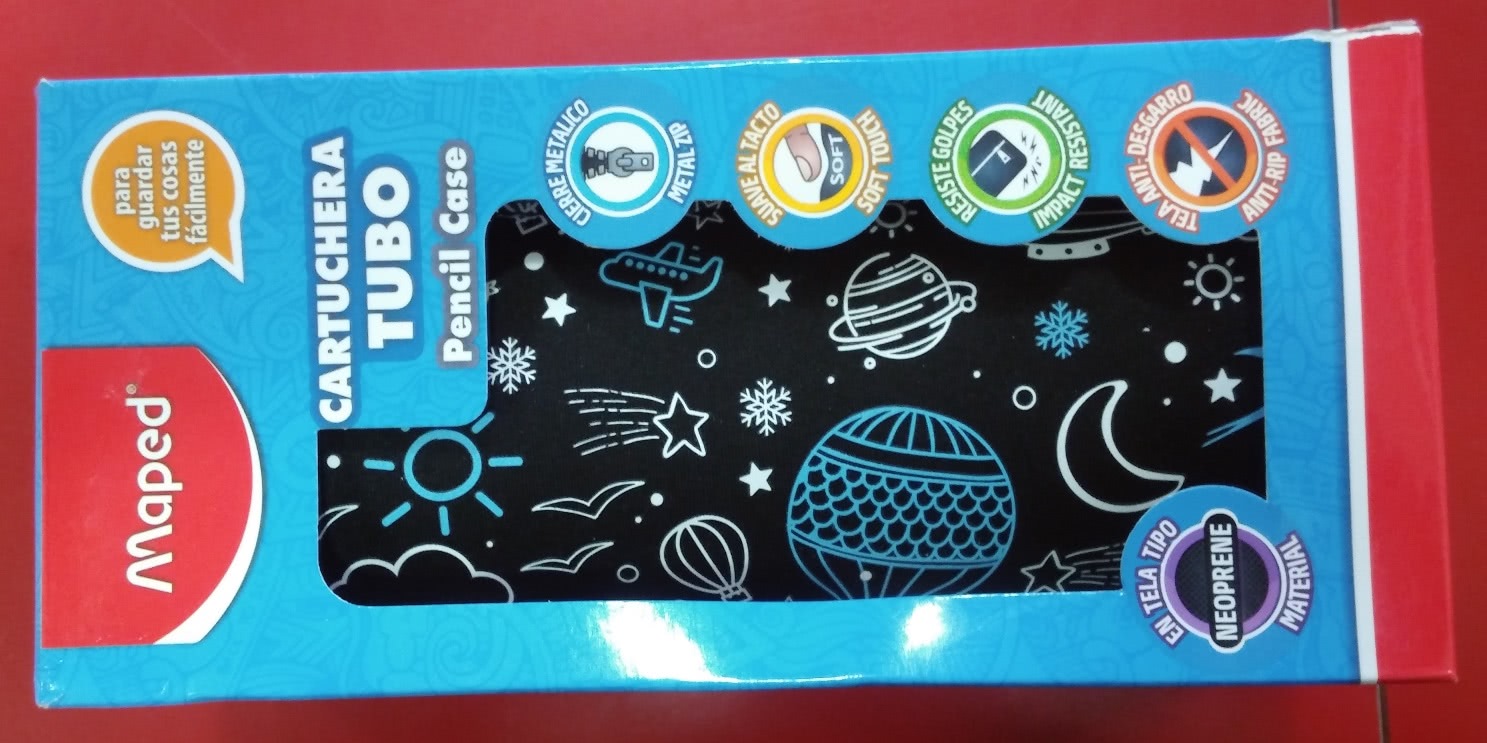 Maped®
para
guardar
tus cosas
fácilmente
CARTUCHERA
TUBO
Pencil Case
CIERRE METALICO
METAL ZIP
SUAVE AL TACTO
SOFT
SOFT TOUCH
RESISTE GOLPES
IMPACT RESISTANT
TELA ANTI-DESGARRO
ANTI-RIP FABRIC
EN TELA TIPO
NEOPRENE
MATERIAL